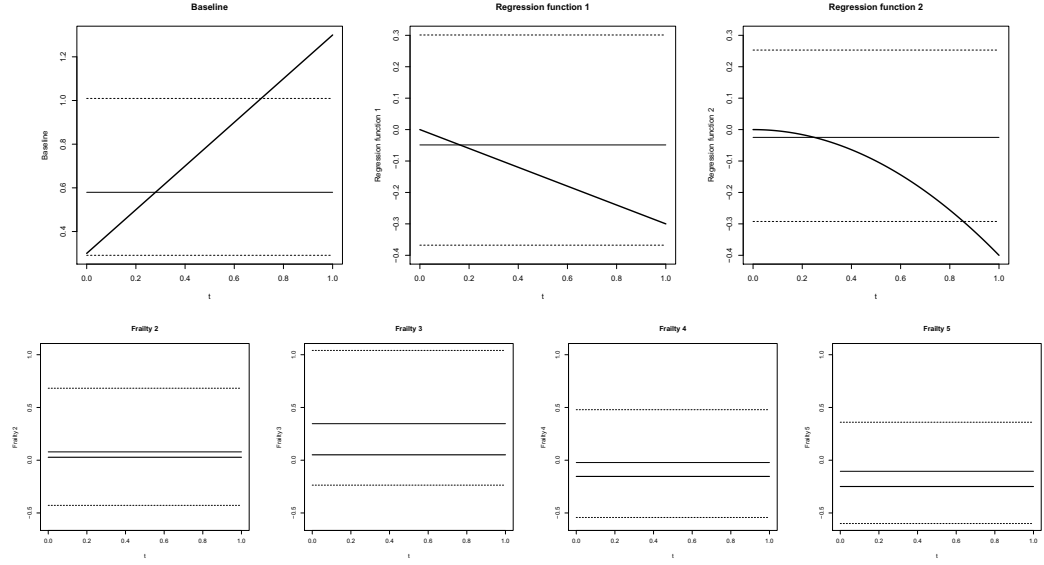 Baseline
Baseline
1.2
1.0
0.8
0.6
0.4
0.0 0.2 0.4 0.6 0.8 1.0
t
Regression function 1
Regression function 1
0.3
0.2
0.1
0.0
−0.1
−0.2
−0.3
−0.4
0.0 0.2 0.4 0.6 0.8 1.0
t
Regression function 2
Regression function 2
0.3
0.2
0.1
0.0
−0.1
−0.2
−0.3
−0.4
0.0 0.2 0.4 0.6 0.8 1.0
t
Frailty 2
Frailty 2
1.0
0.5
0.0
−0.5
0.0 0.2 0.4 0.6 0.8 1.0
t
Frailty 3
Frailty 3
1.0
0.5
0.0
−0.5
0.0 0.2 0.4 0.6 0.8 1.0
t
Frailty 4
Frailty 4
1.0
0.5
0.0
−0.5
0.0 0.2 0.4 0.6 0.8 1.0
t
Frailty 5
Frailty 5
1.0
0.5
0.0
−0.5
0.0 0.2 0.4 0.6 0.8 1.0
t